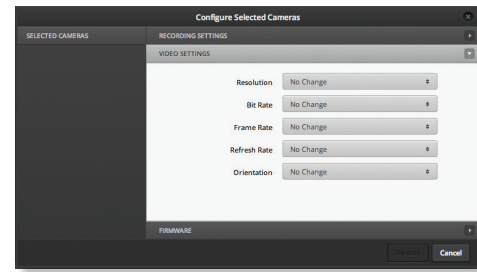 Configure Selected Cameras
SELECTED CAMERAS
RECORDING SETTINGS
VIDEO SETTINGS
Resolution No Change
Bit Rate No Change
Frame Rate No Change
Refresh Rate No Change
Orientation No Change
FIRMWARE
Update Cancel